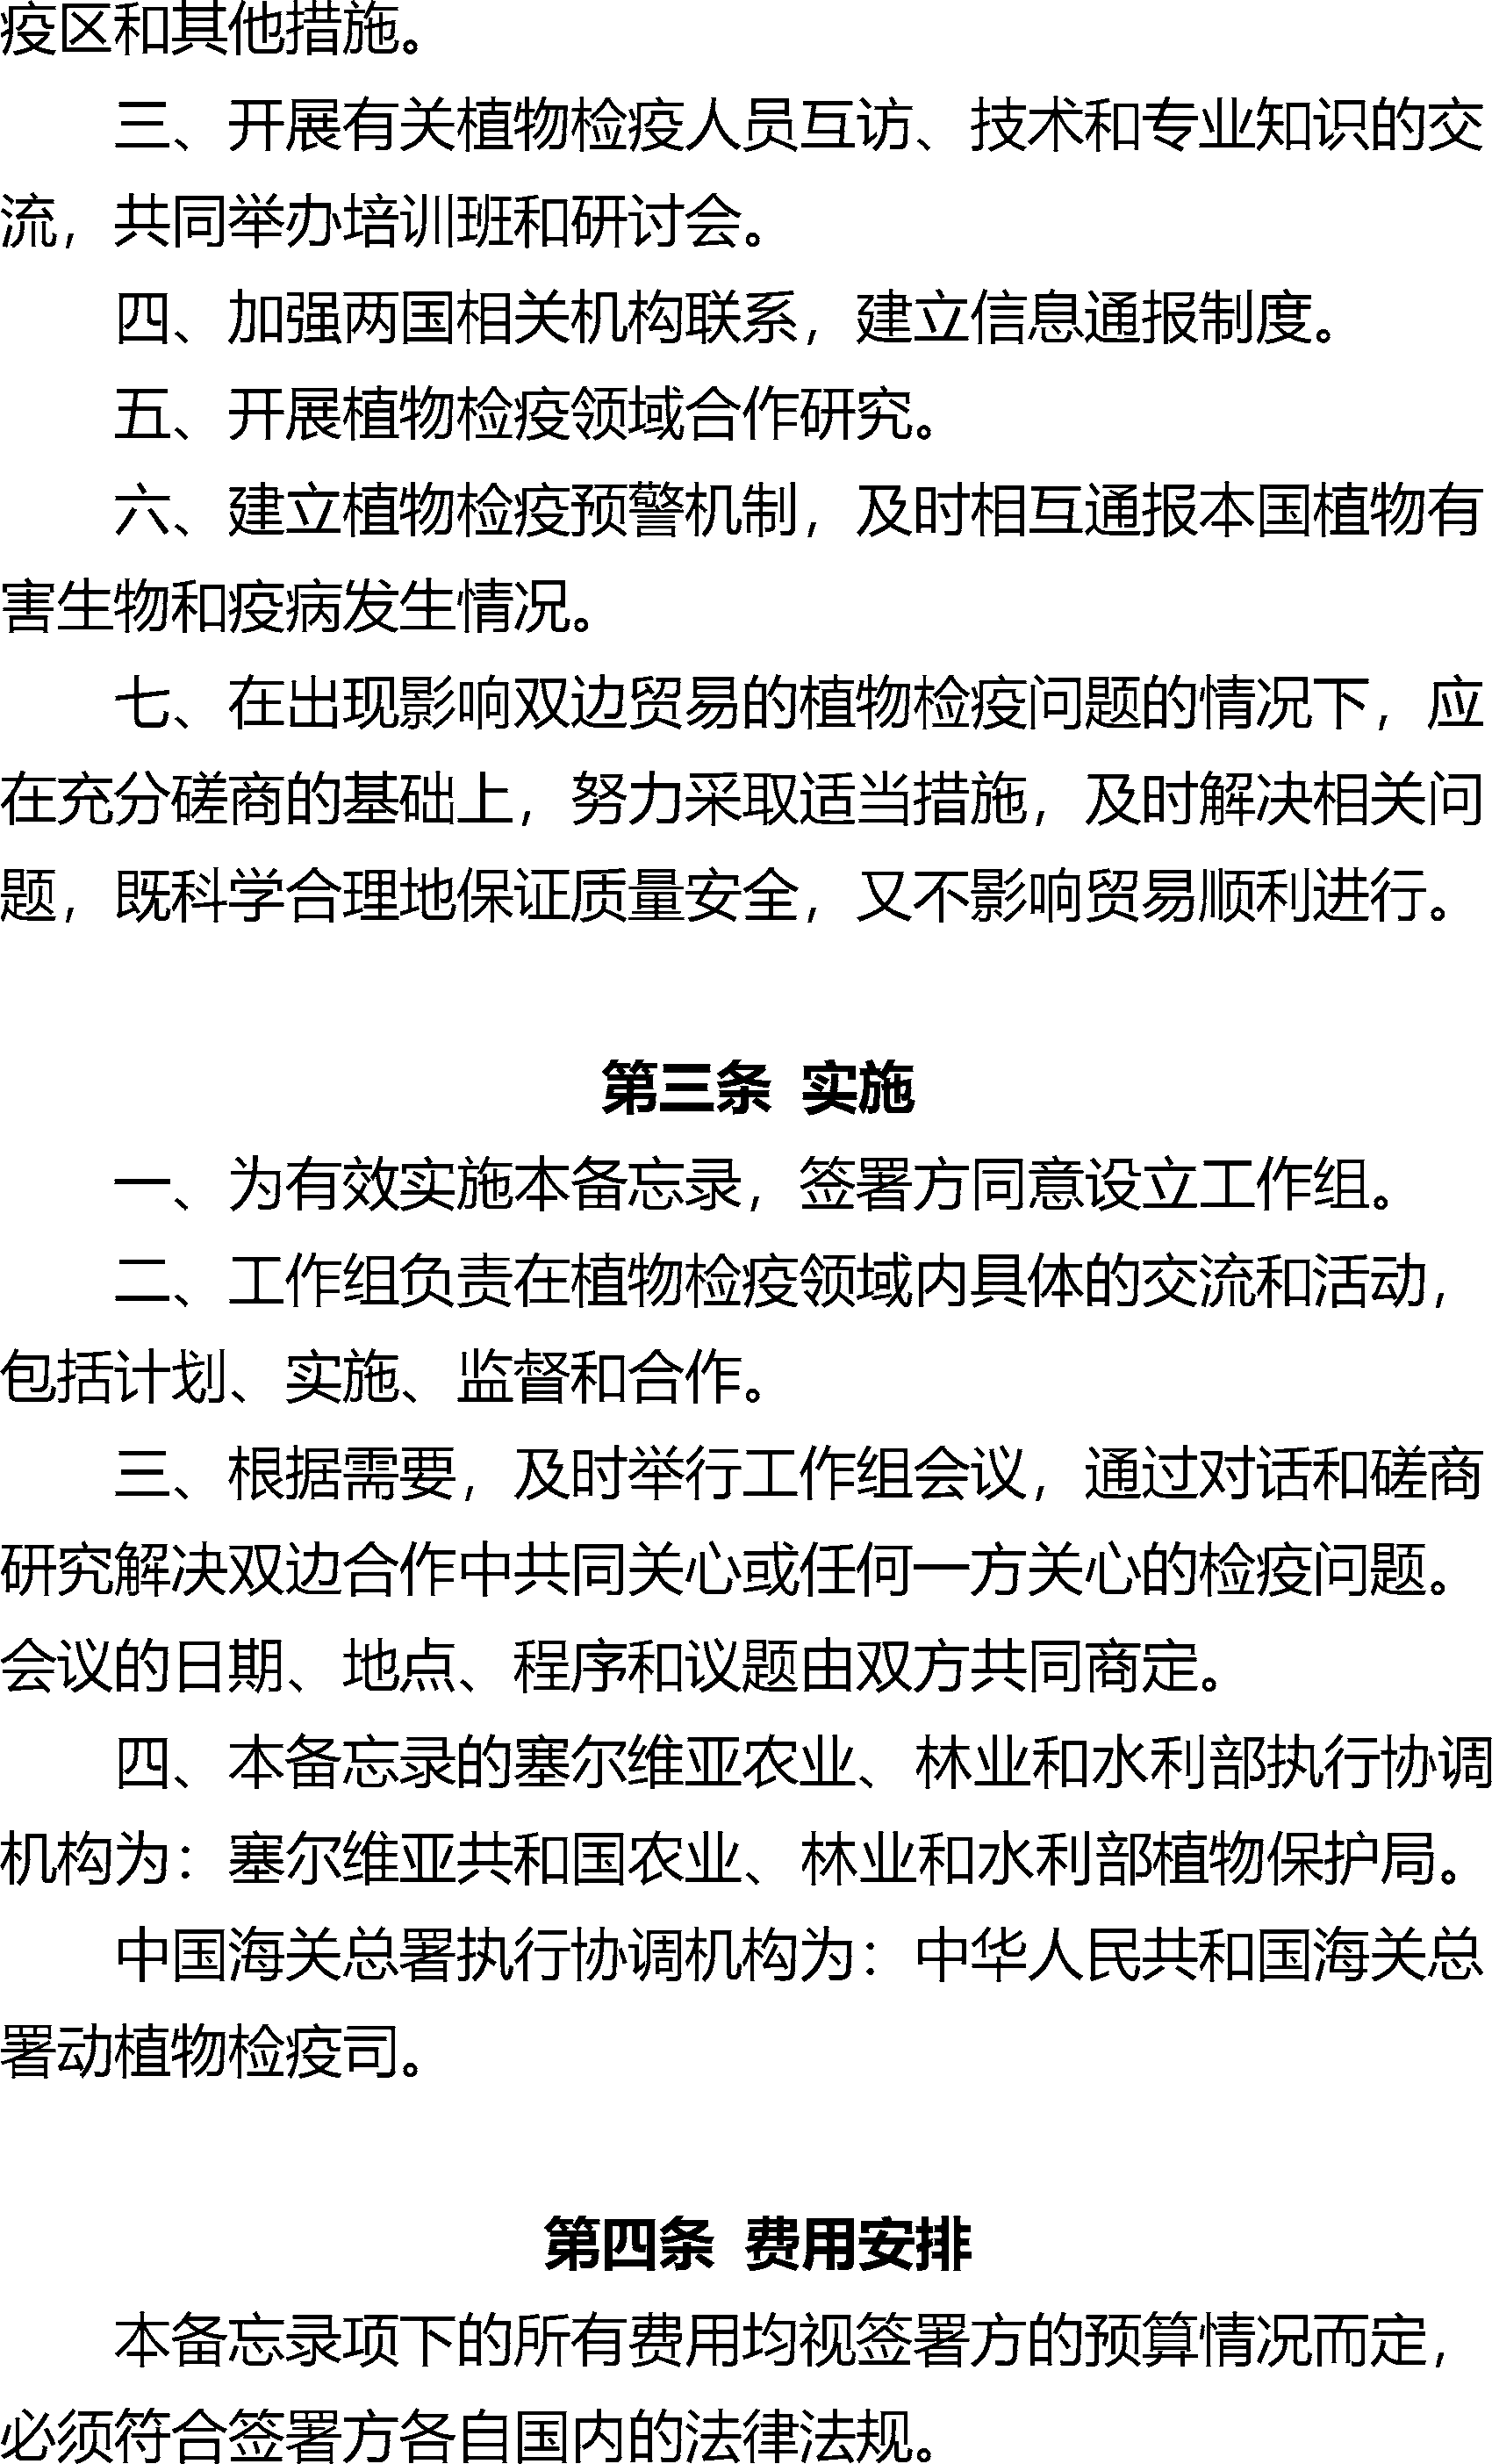 疫区和其他措施。
三、开展有关植物检疫人员互访、技术和专业知识的交
流，共同举办培训班和研讨会。
四、加强两国相关机构联系，建立信息通报制度。
五、开展植物检疫领域合作研究。
六、建立植物检疫预警机制，及时相互通报本国植物有
害生物和疫病发生情况。
七、在出现影响双边贸易的植物检疫问题的情况下，应
在充分磋商的基础上，努力采取适当措施，及时解决相关问
题，既科学合理地保证质量安全，又不影响贸易顺利进行。
第三条 实施
一、为有效实施本备忘录，签署方同意设立工作组。
二、工作组负责在植物检疫领域内具体的交流和活动，
包括计划、实施、监督和合作。
三、根据需要，及时举行工作组会议，通过对话和磋商
研究解决双边合作中共同关心或任何一方关心的检疫问题。
会议的日期、地点、程序和议题由双方共同商定。
四、本备忘录的塞尔维亚农业、林业和水利部执行协调
机构为：塞尔维亚共和国农业、林业和水利部植物保护局。
中国海关总署执行协调机构为：中华人民共和国海关总
署动植物检疫司。
第四条 费用安排
本备忘录项下的所有费用均视签署方的预算情况而定，
必须符合签署方各自国内的法律法规。